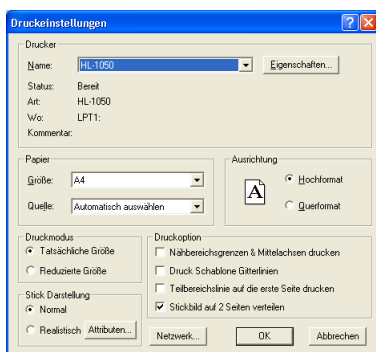 Druckeinstellungen
Drucker
Name: HL-1050 Eigenschaften...
Status: Bereit
Art: HL-1050
Wo: LPT1:
Kommentar:
Papier
Größe: A4
Quelle: Automatisch auswählen
Ausrichtung
A
Hochformat
Querformat
Druckmodus
Tatsächliche Größe
Reduzierte Größe
Stick Darstellung
Normal
Realistisch Attributen...
Druckoption
Nähbereichsgrenzen & Mittelachsen drucken
Druck Schablone Gitterlinien
Teilbereichslinie auf die erste Seite drucken
Stickbild auf 2 Seiten verteilen
Netzwerk... OK Abbrechen